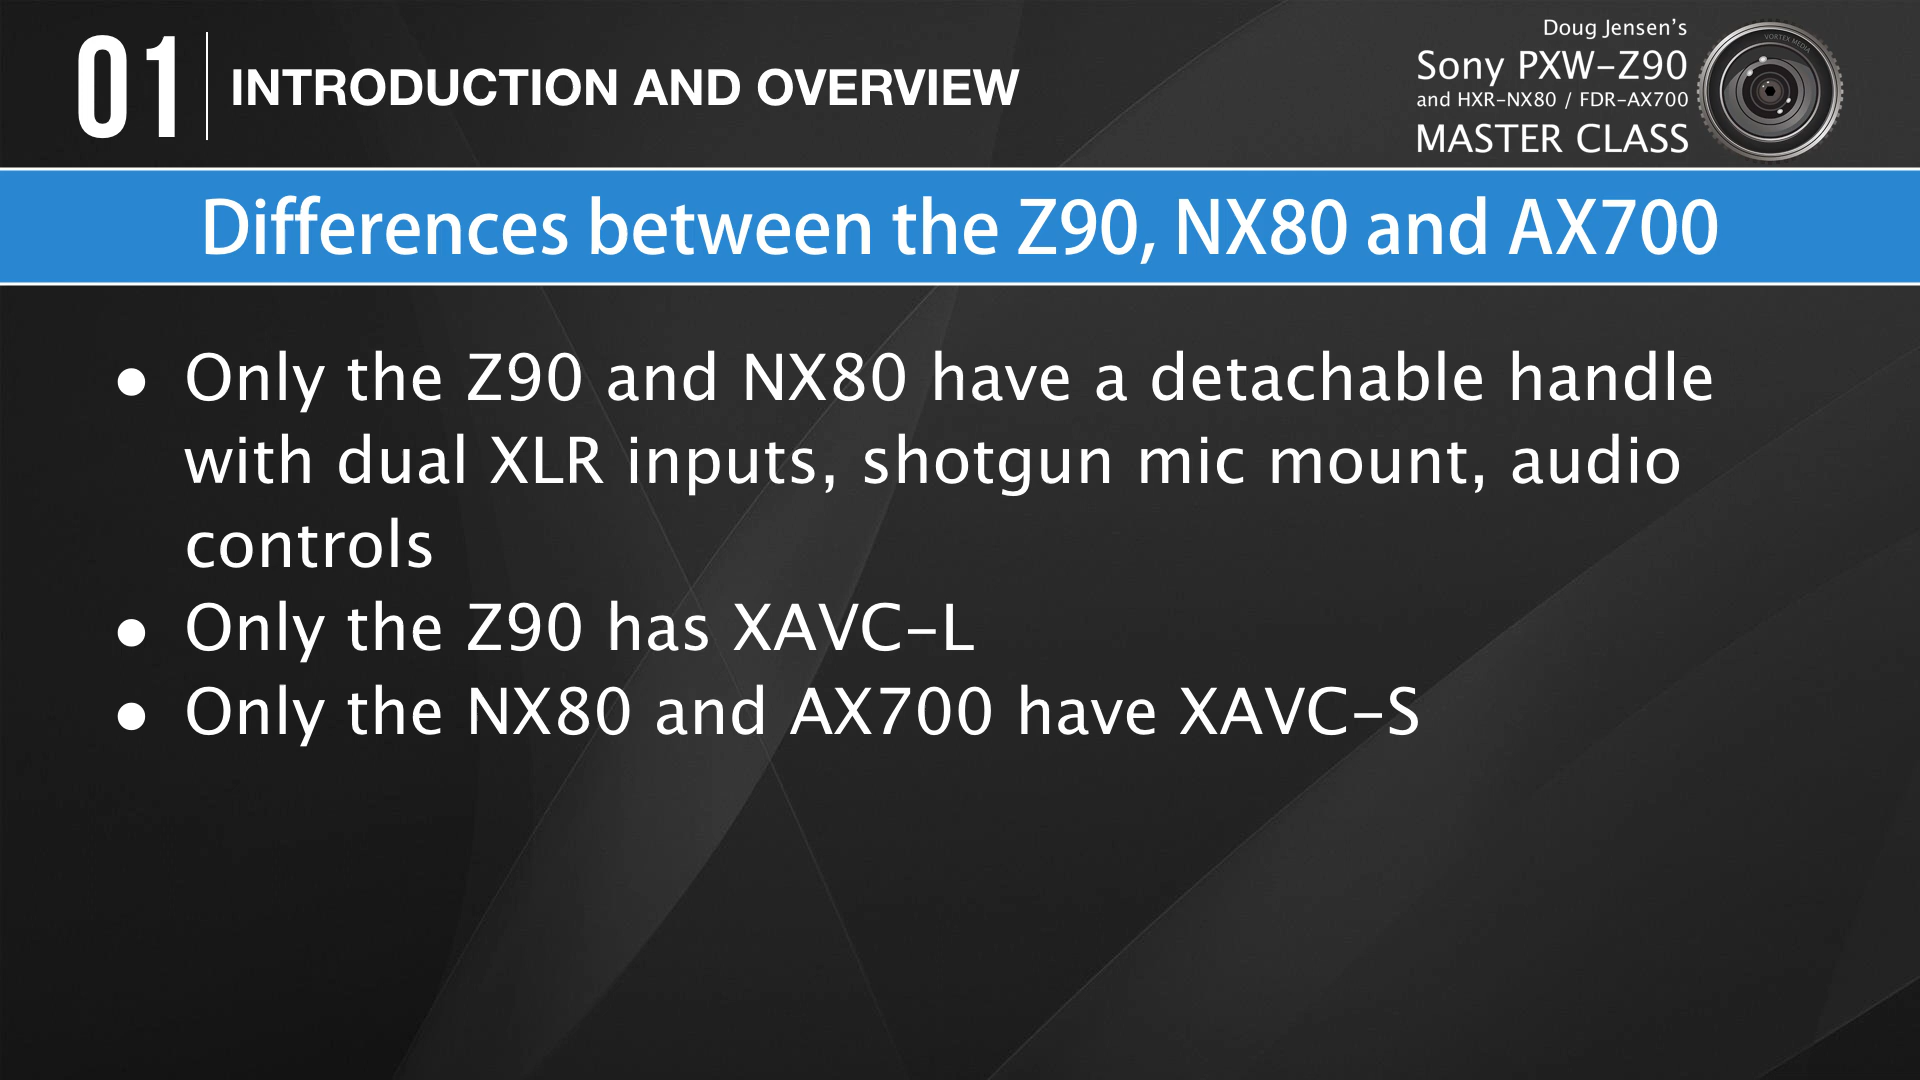 01 INTRODUCTION AND OVERVIEW
Doug Jensen's
Sony PXW-Z90
and HXR-NX80 / FDR-AX700
MASTER CLASS
VORTEX MEDIA
Differences between the Z90, NX80 and AX700
● Only the Z90 and NX80 have a detachable handle
with dual XLR inputs, shotgun mic mount, audio
controls
● Only the Z90 has XAVC-L
● Only the NX80 and AX700 have XAVC-S